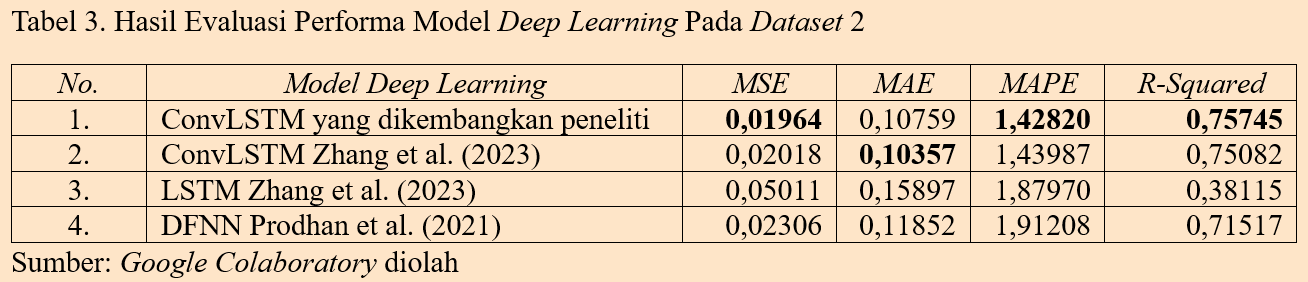 Tabel 3. Hasil Evaluasi Performa Model Deep Learning Pada Dataset 2
No. Model Deep Learning MSE MAE MAPE R-Squared
1. ConvLSTM yang dikembangkan peneliti 0,01964 0,10759 1,42820 0,75745
2. ConvLSTM Zhang et al. (2023) 0,02018 0,10357 1,43987 0,75082
3. LSTM Zhang et al. (2023) 0,05011 0,15897 1,87970 0,38115
4. DFNN Prodhan et al. (2021) 0,02306 0,11852 1,91208 0,71517
Sumber: Google Colaboratory diolah